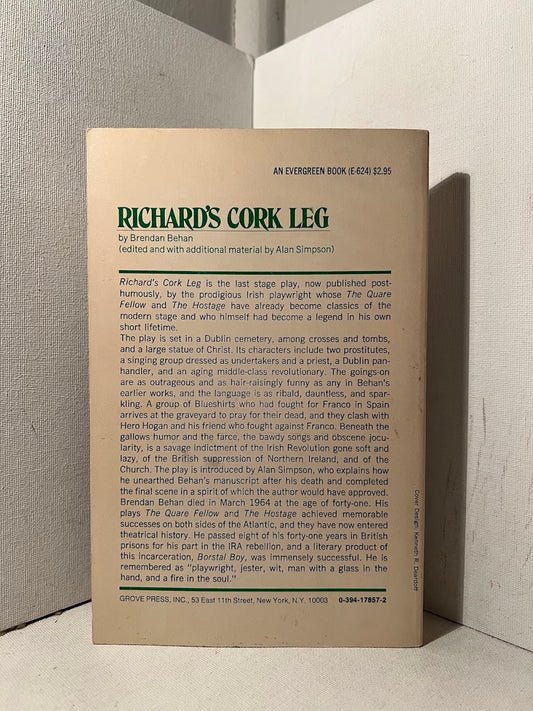 AN EVERGREEN BOOK (E-624) $2.95
RICHARD'S CORK LEG
by Brendan Behan
(edited and with additional material by Alan Simpson)
Richard's Cork Leg is the last stage play, now published post-
humously, by the prodigious Irish playwright whose The Quare
Fellow and The Hostage have already become classics of the
modern stage and who himself had become a legend in his own
short lifetime.
The play is set in a Dublin cemetery, among crosses and tombs,
and a large statue of Christ. Its characters include two prostitutes,
a singing group dressed as undertakers and a priest, a Dublin pan-
handler, and an aging middle-class revolutionary. The goings-on
are as outrageous and as hair-raisingly funny as any in Behan's
earlier works, and the language is as ribald, dauntless, and spar-
kling. A group of Blueshirts who had fought for Franco in Spain
arrives at the graveyard to pray for their dead, and they clash with
Hero Hogan and his friend who fought against Franco. Beneath the
gallows humor and the farce, the bawdy songs and obscene jocu-
larity, is a savage indictment of the Irish Revolution gone soft and
lazy, of the British suppression of Northern Ireland, and of the
Church. The play is introduced by Alan Simpson, who explains how
he unearthed Behan's manuscript after his death and completed
the final scene in a spirit of which the author would have approved.
Brendan Behan died in March 1964 at the age of forty-one. His
plays The Quare Fellow and The Hostage achieved memorable
successes on both sides of the Atlantic, and they have now entered
theatrical history. He passed eight of his forty-one years in British
prisons for his part in the IRA rebellion, and a literary product of
this incarceration, Borstal Boy, was immensely successful. He is
remembered as "playwright, jester, wit, man with a glass in the
hand, and a fire in the soul."
GROVE PRESS, INC., 53 East 11th Street, New York, N.Y. 10003 0-394-17857-2
Cover Design: Kenneth R. Deardoff